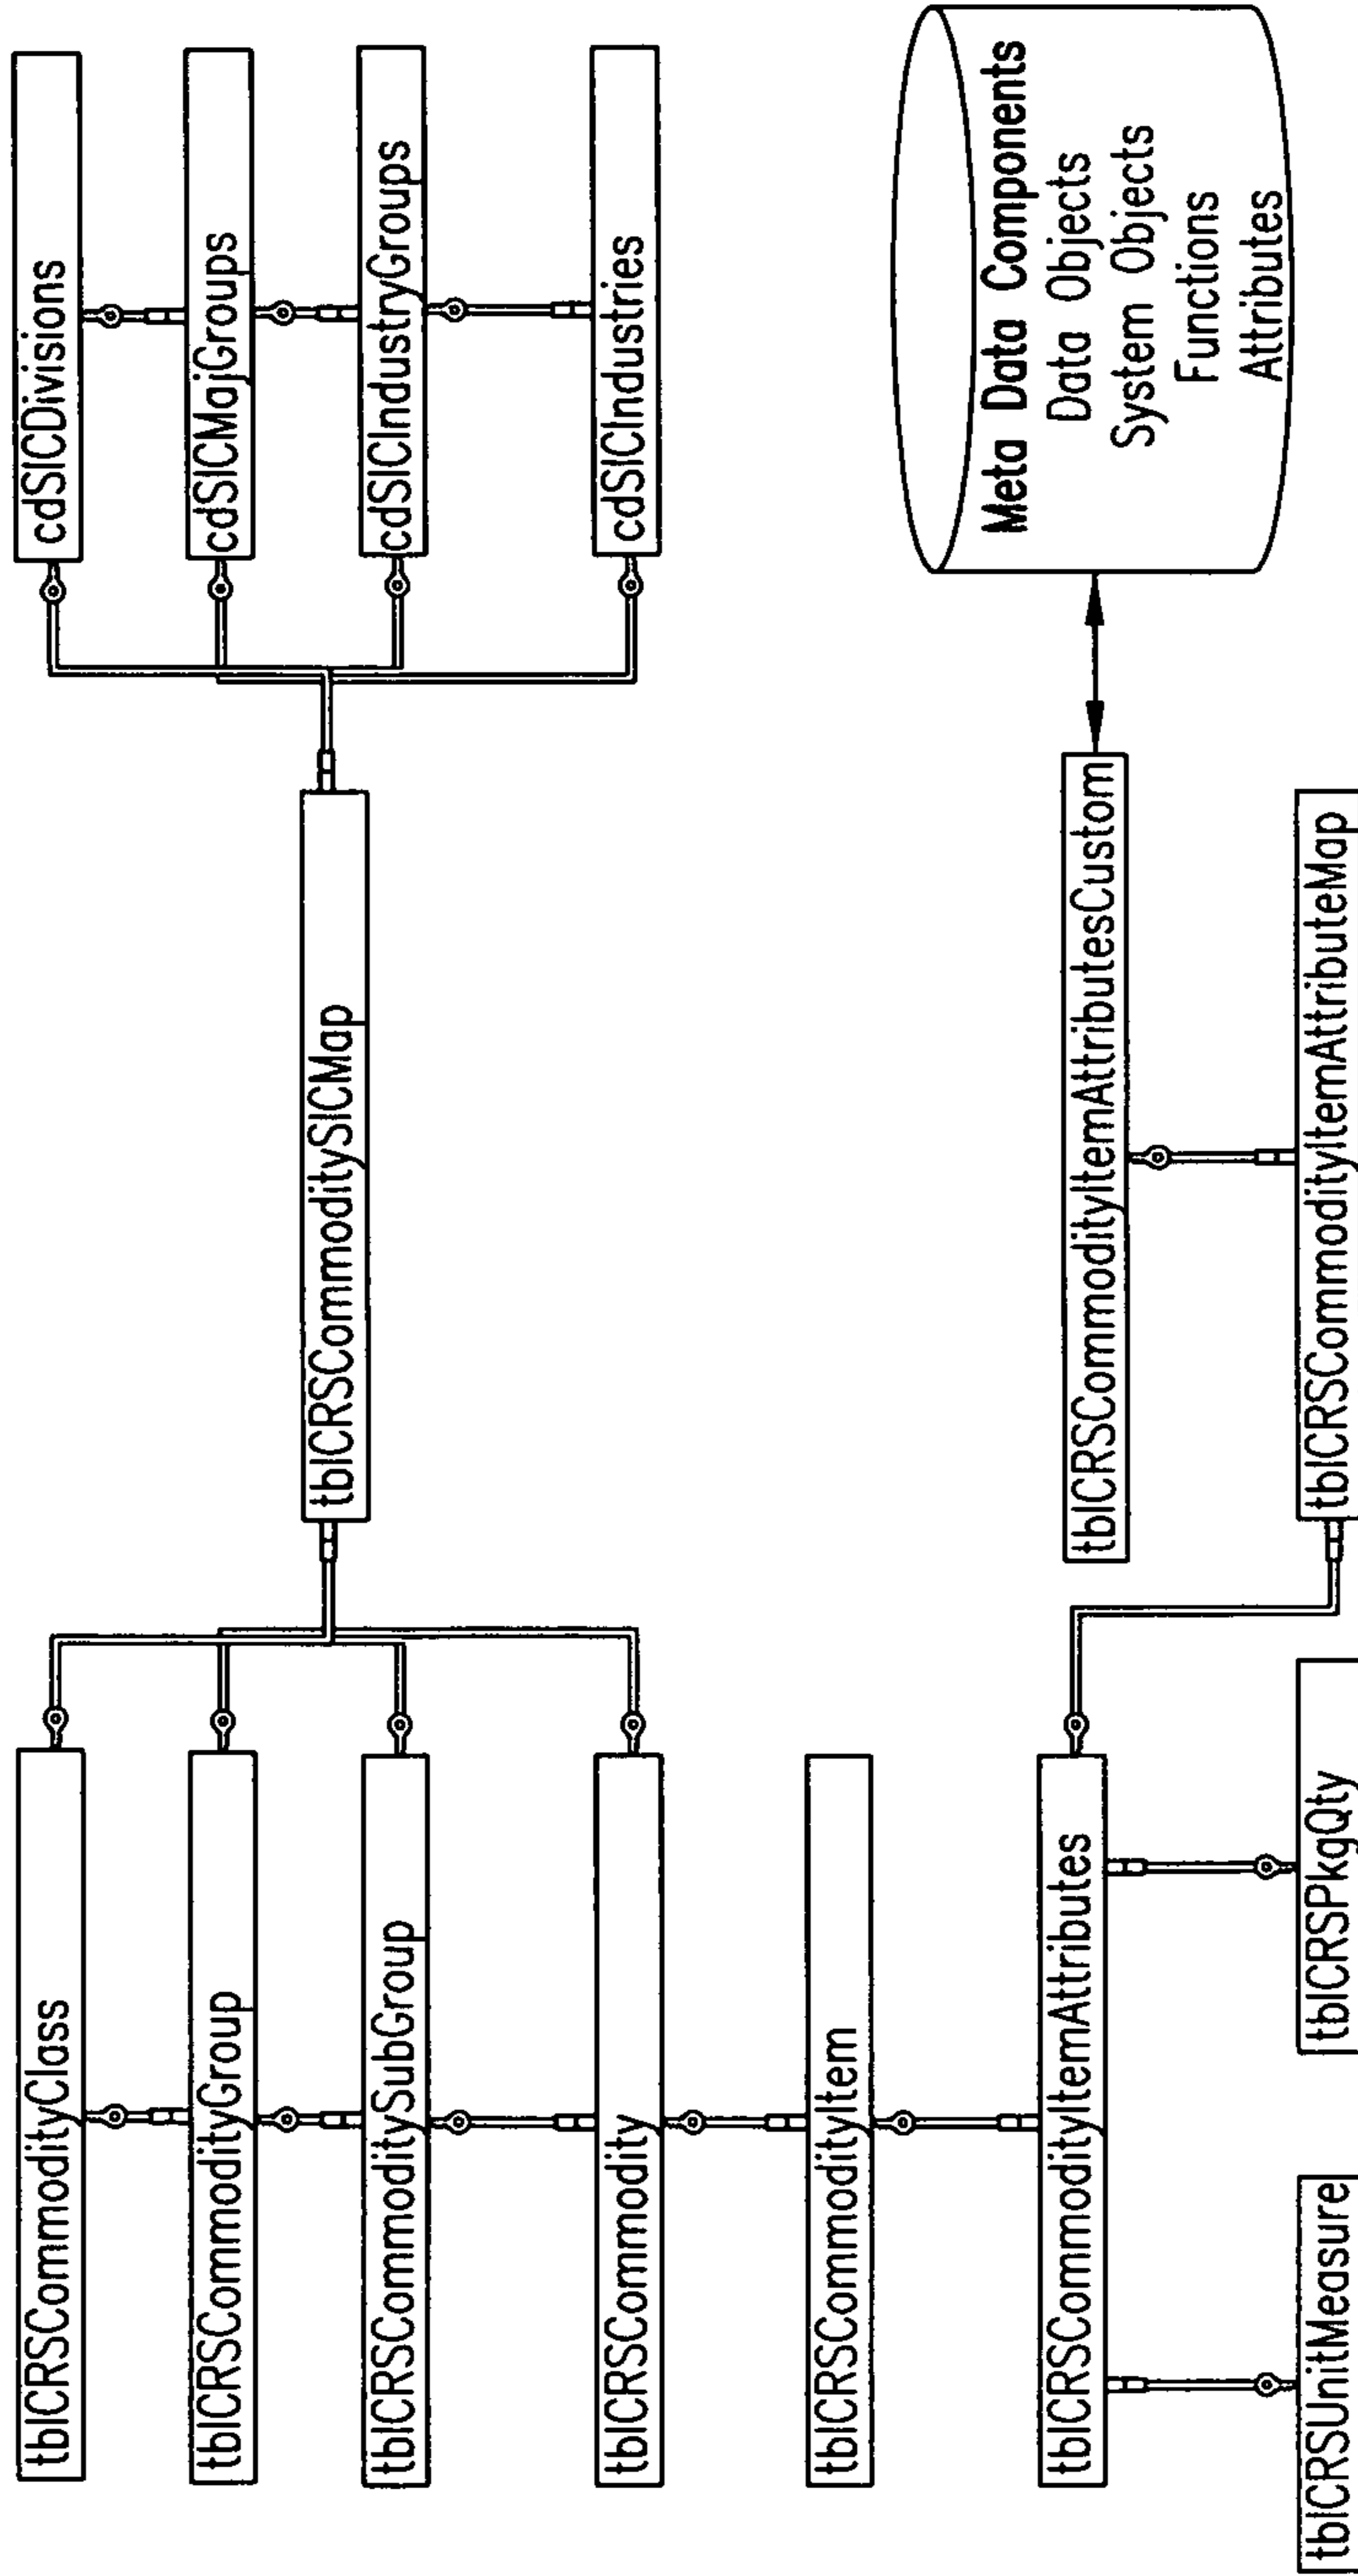 tblCRSCommodityClass
cdSICDivisions
tblCRSCommodityGroup
cdSICMajGroups
tblCRSCommoditySICMap
tblCRSCommoditySubGroup
cdSICIndustryGroups
tblCRSCommodity
cdSICIndustries
tblCRSCommodityItem
tblCRSCommodityItemAttributes
tblCRSCommodityItemAttributesCustom
Meta Data Components
Data Objects
System Objects
Functions
Attributes
tblCRSUnitMeasure
tblCRSPkgQty
tblCRSCommodityItemAttributeMap